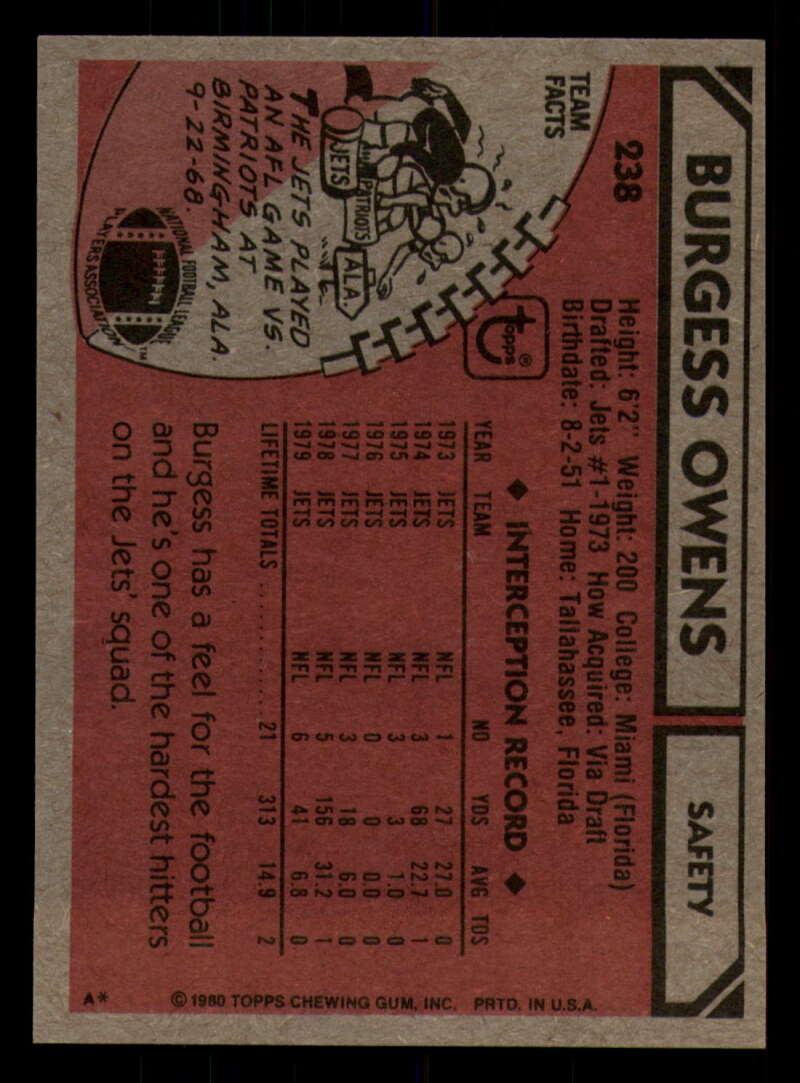 BURGESS OWENS
SAFETY
238
Height: 6'2" Weight: 200 College: Miami (Florida)
Drafted: Jets #1-1973 How Acquired: Via Draft
Birthdate: 8-2-51 Home: Tallahassee, Florida
topps®
TEAM
FACTS
JETS
PATRIOTS
ALA.
THE JETS PLAYED
AN AFL GAME VS.
PATRIOTS AT
BIRMINGHAM, ALA.
9-22-68.
NATIONAL FOOTBALL LEAGUE
PLAYERS ASSOCIATION™
◆ INTERCEPTION RECORD ◆
YEAR TEAM NO YDS AVG TDS
1973 JETS NFL 1 27 27.0 0
1974 JETS NFL 3 68 22.7 1
1975 JETS NFL 3 3 1.0 0
1976 JETS NFL 0 0 0.0 0
1977 JETS NFL 3 18 6.0 0
1978 JETS NFL 5 156 31.2 1
1979 JETS NFL 6 41 6.8 0
LIFETIME TOTALS .............. 21 313 14.9 2
Burgess has a feel for the football
and he's one of the hardest hitters
on the Jets' squad.
A* © 1980 TOPPS CHEWING GUM, INC. PRTD. IN U.S.A.